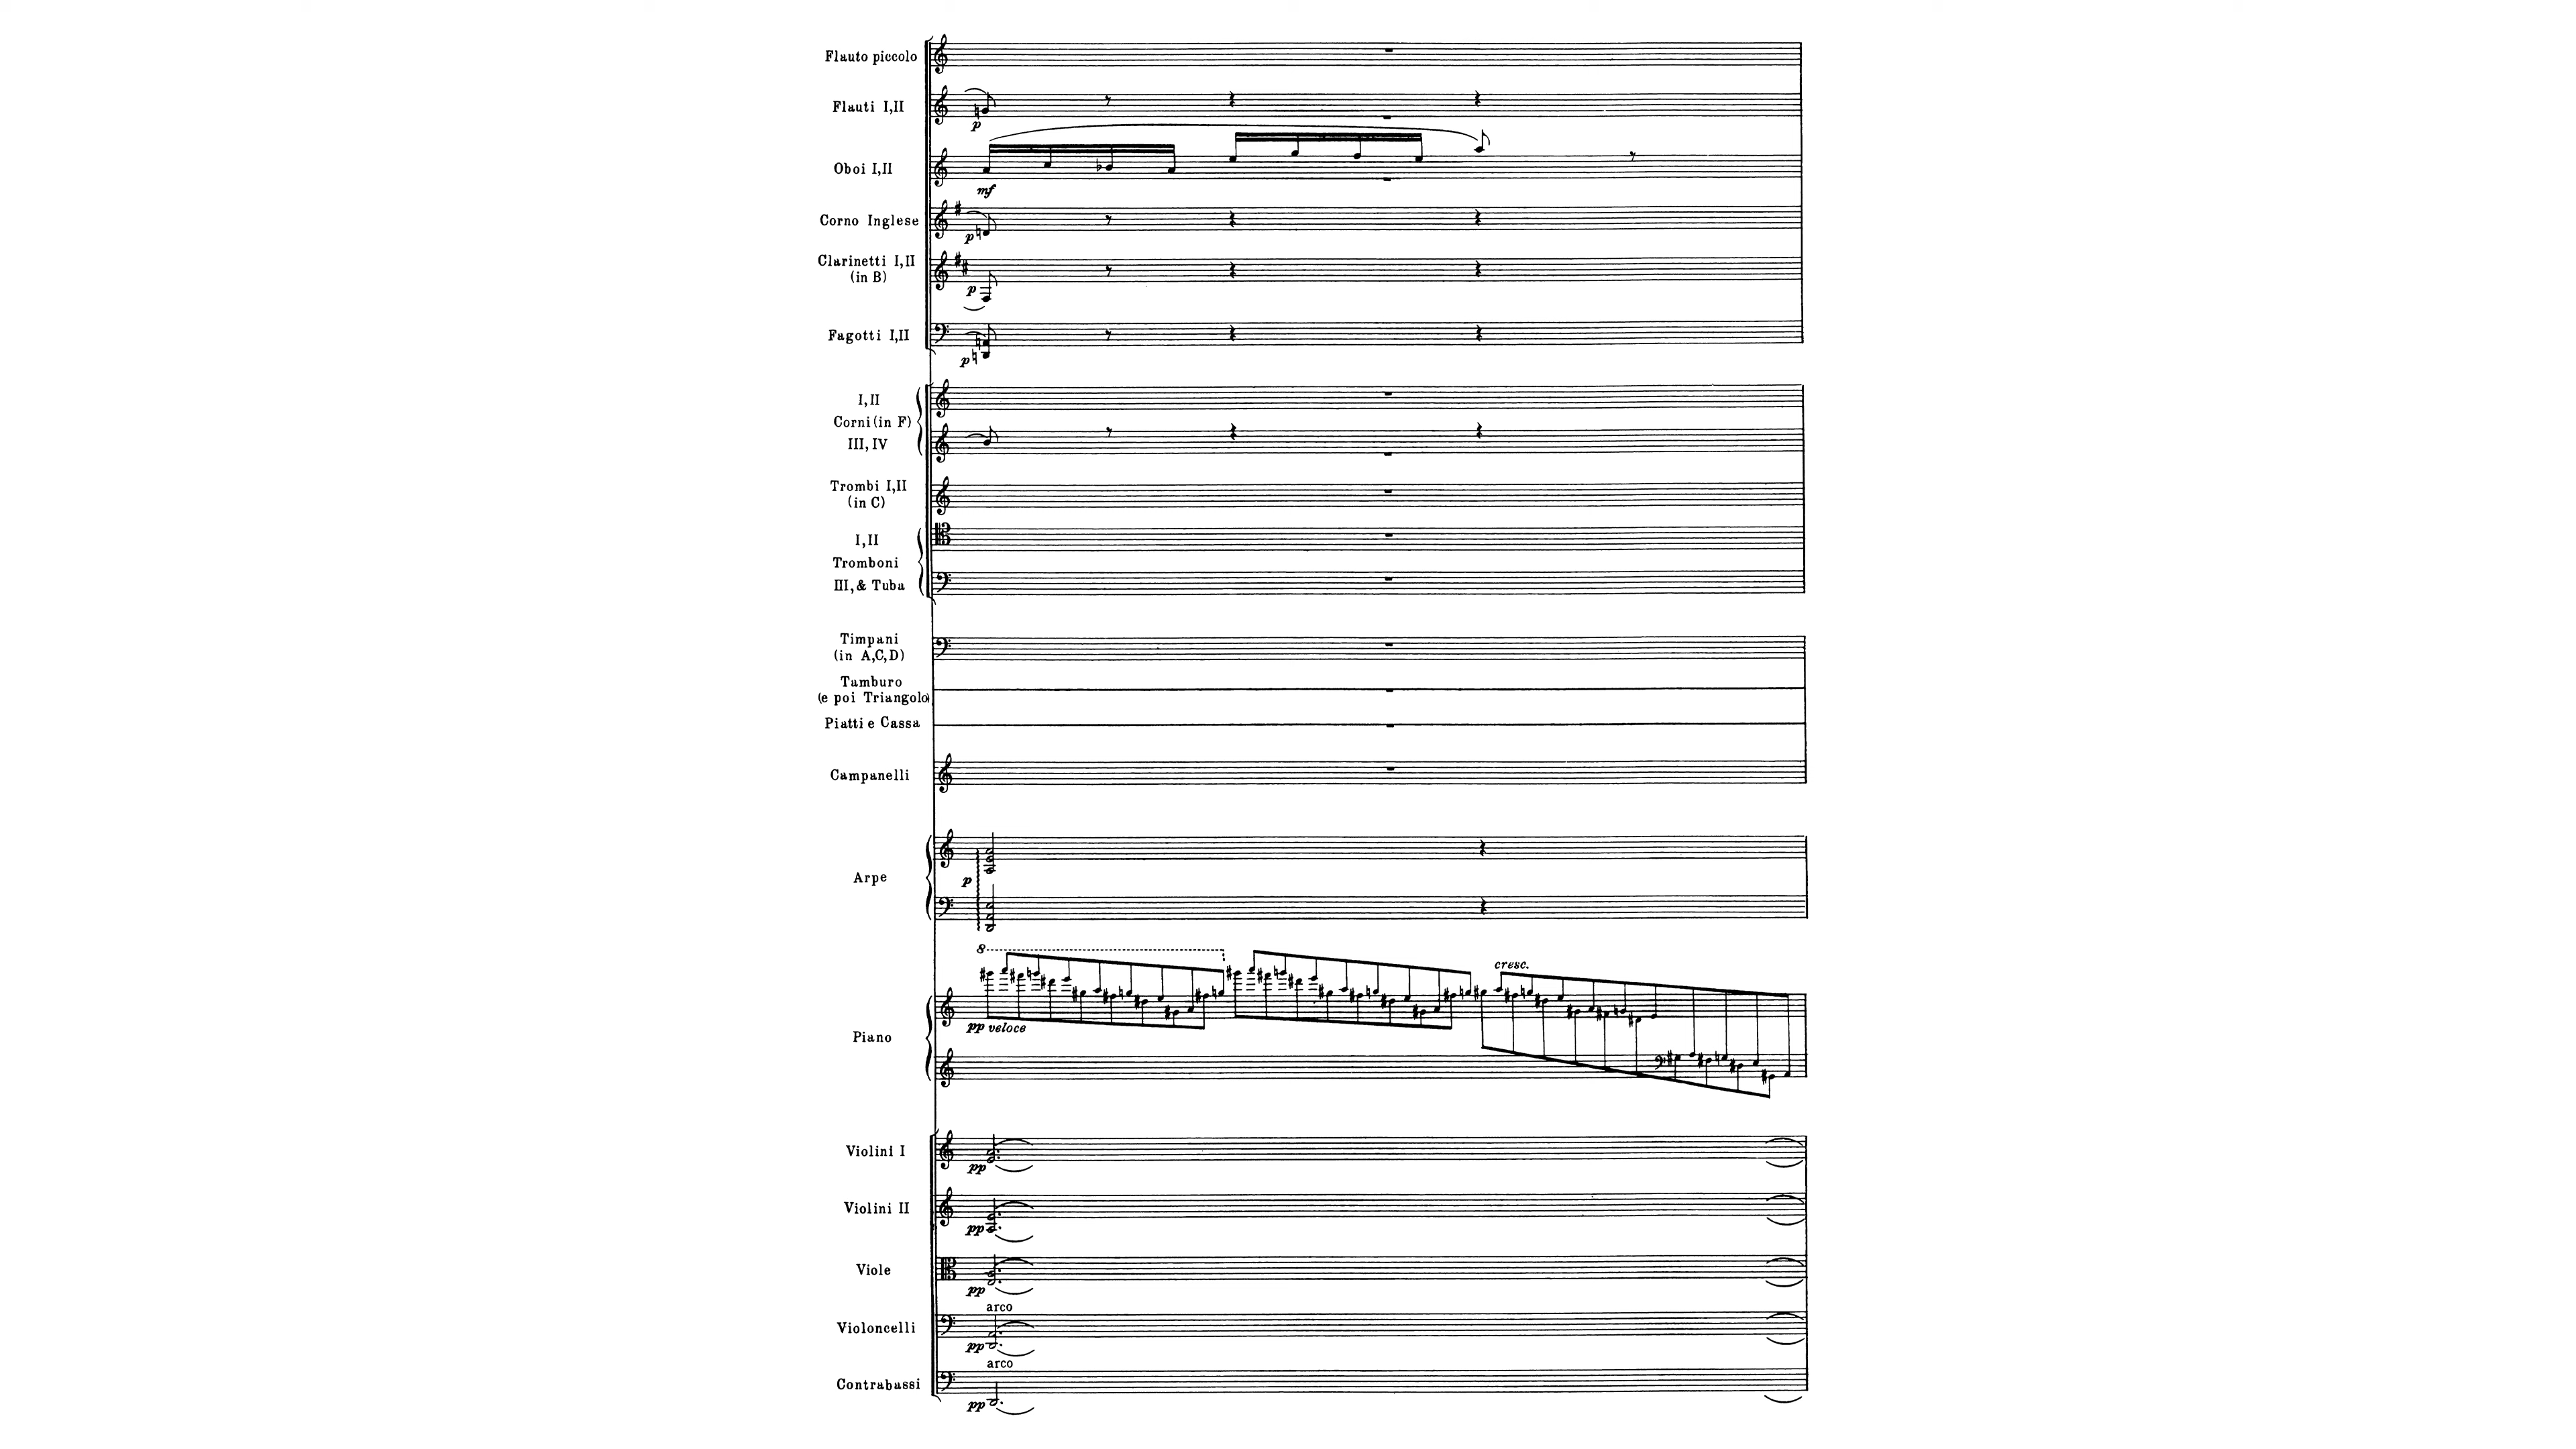 Flauto piccolo
Flauti I,II
p
Oboi I,II
mf
Corno Inglese
p
Clarinetti I,II
(in B)
p
Fagotti I,II
p
I,II
Corni (in F)
III, IV
Trombi I,II
(in C)
I,II
Tromboni
III,& Tuba
Timpani
(in A,C,D)
Tamburo
(e poi Triangolo)
Piatti e Cassa
Campanelli
Arpe
p
8
cresc.
pp veloce
Piano
Violini I
pp
Violini II
pp
Viole
pp
arco
Violoncelli
pp
arco
Contrabassi
pp